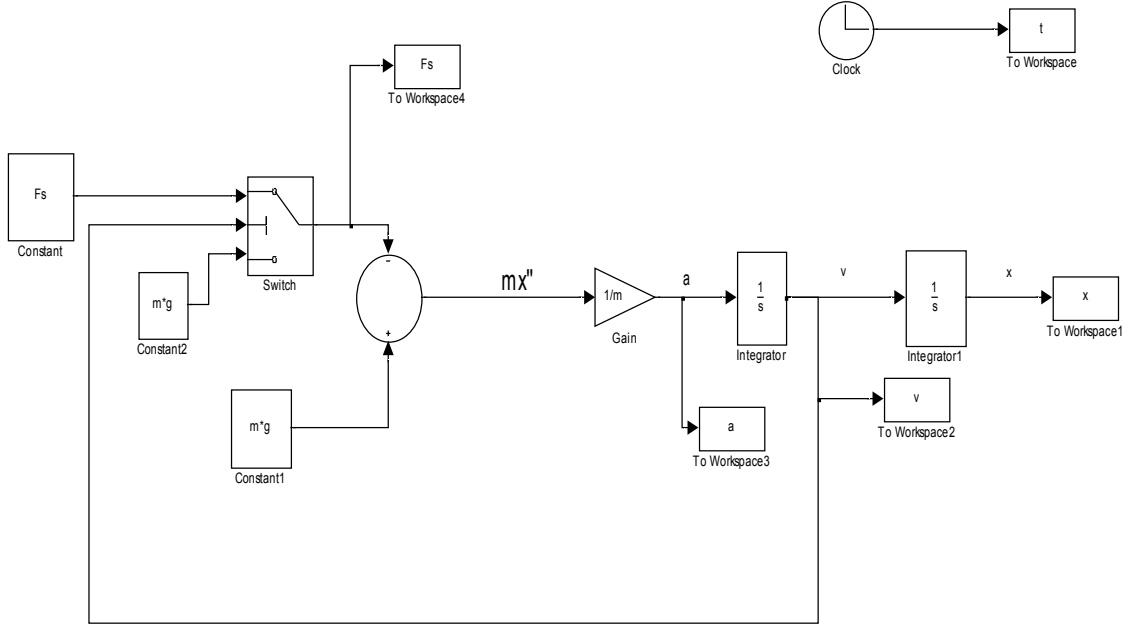 t
Clock
To Workspace
Fs
To Workspace4
Fs
Constant
Switch
m*g
Constant2
−
+
mx"
1/m
Gain
a
1
s
Integrator
v
1
s
Integrator1
x
x
To Workspace1
v
To Workspace2
a
To Workspace3
m*g
Constant1